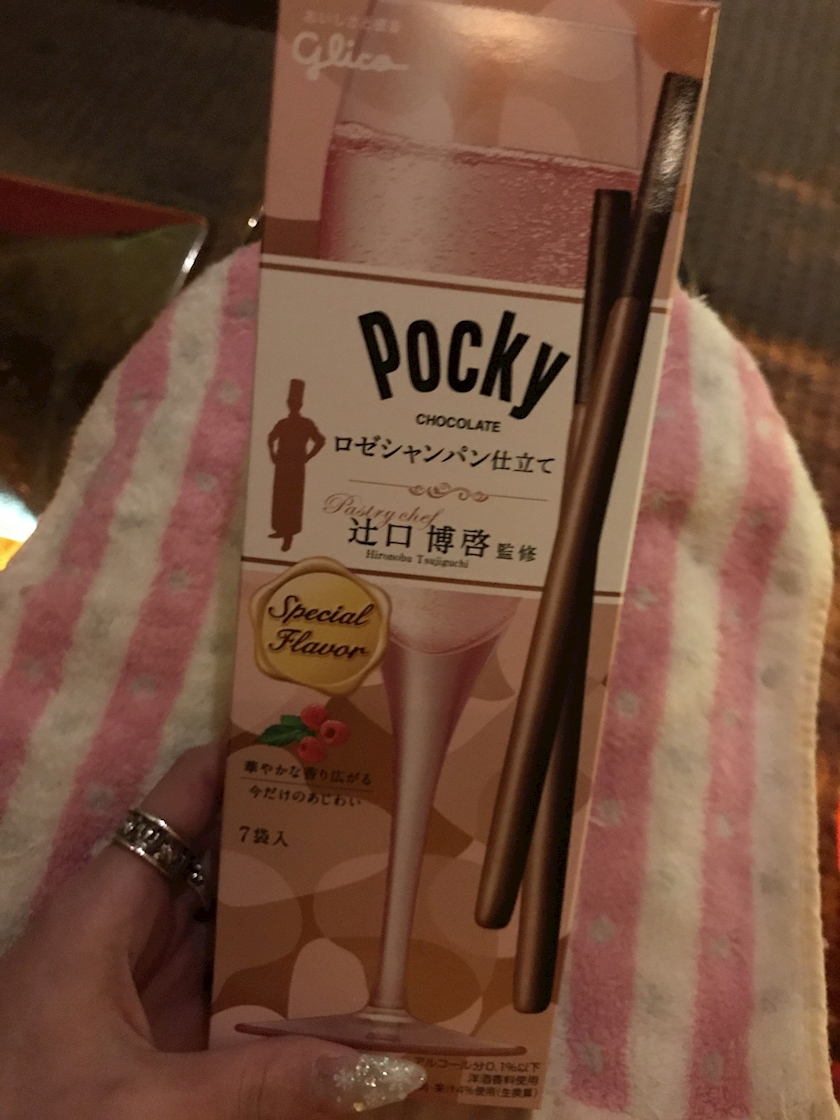 おいしさと健康
Glico
Pocky
CHOCOLATE
ロゼシャンパン仕立て
Pastry chef
辻口 博啓 監修
Hironobu Tsujiguchi
Special
Flavor
華やかな香り広がる
今だけのあじわい
7袋入
アルコール分0.1%以下
洋酒香料使用